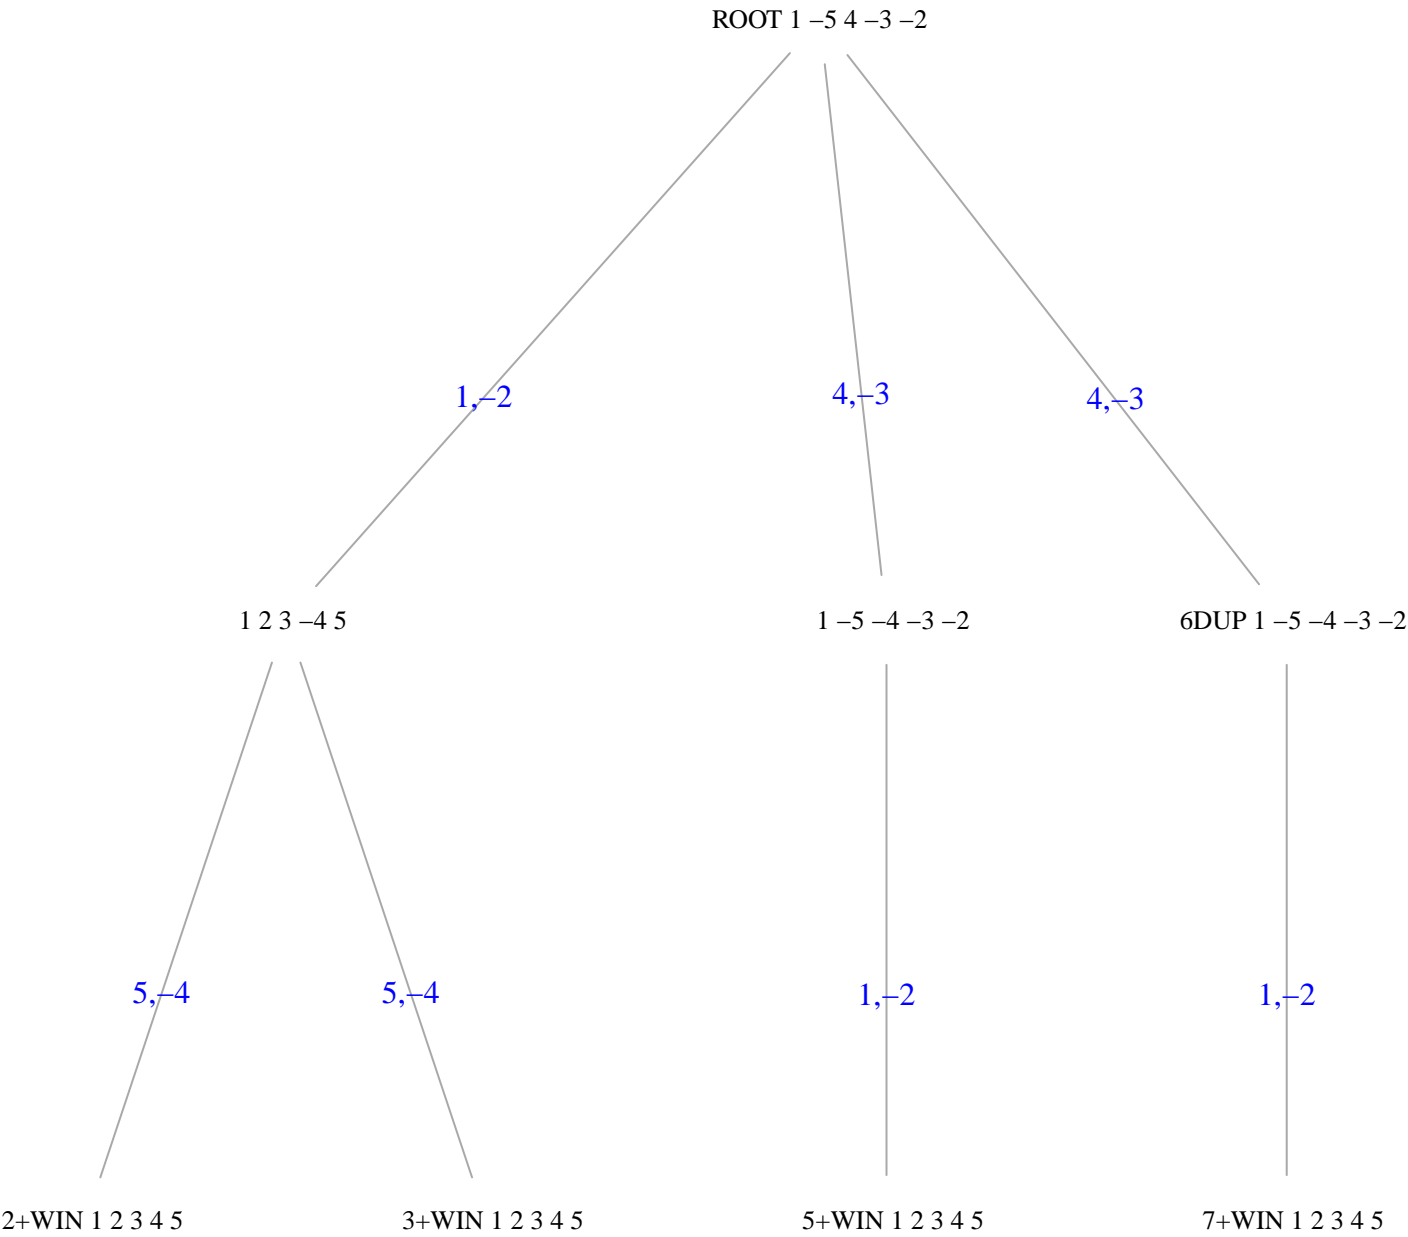 ROOT 1 –5 4 –3 –2
1,–2
4,–3
4,–3
1 2 3 –4 5
1 –5 –4 –3 –2
6DUP 1 –5 –4 –3 –2
5,–4
5,–4
1,–2
1,–2
2+WIN 1 2 3 4 5
3+WIN 1 2 3 4 5
5+WIN 1 2 3 4 5
7+WIN 1 2 3 4 5